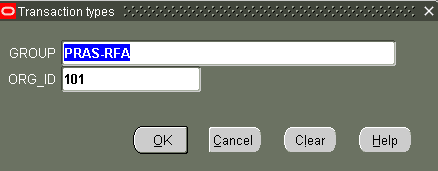 Transaction types
GROUP PRAS-RFA
ORG_ID 101
OK Cancel Clear Help